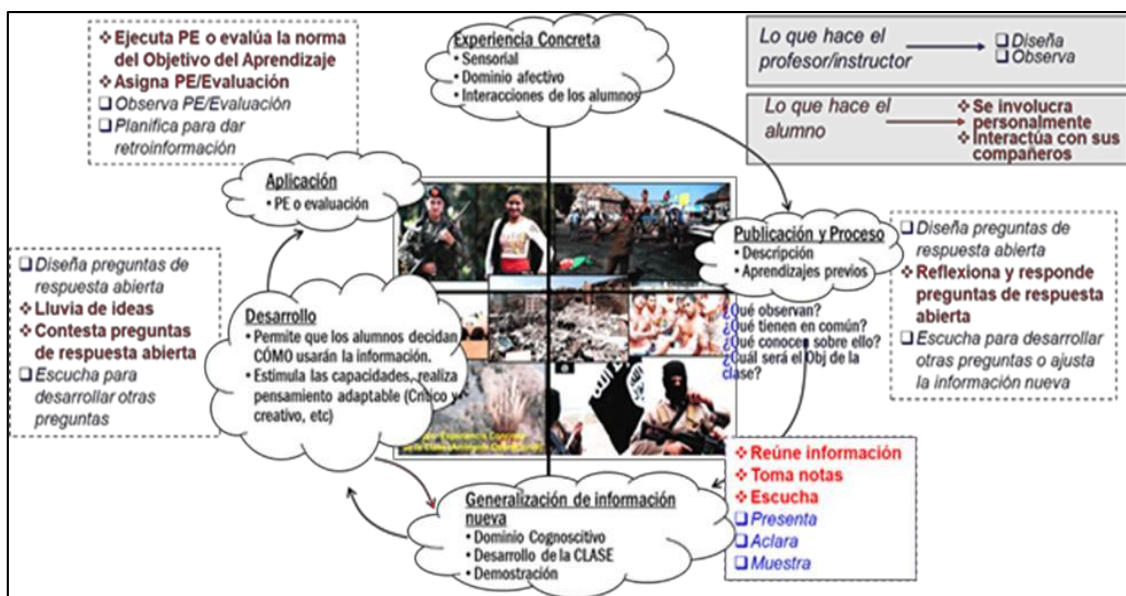 ❖ Ejecuta PE o evalúa la norma
del Objetivo del Aprendizaje
❖ Asigna PE/Evaluación
❑ Observa PE/Evaluación
❑ Planifica para dar
retroinformación
Experiencia Concreta
• Sensorial
• Dominio afectivo
• Interacciones de los alumnos
Lo que hace el
profesor/instructor
❑ Diseña
❑ Observa
Lo que hace el
alumno
❖ Se involucra
personalmente
❖ Interactúa con sus
compañeros
Aplicación
• PE o evaluación
Publicación y Proceso
• Descripción
• Aprendizajes previos
❑ Diseña preguntas de
respuesta abierta
❖ Reflexiona y responde
preguntas de respuesta
abierta
❑ Escucha para desarrollar
otras preguntas o ajusta
la información nueva
❑ Diseña preguntas de
respuesta abierta
❖ Lluvia de ideas
❖ Contesta preguntas
de respuesta abierta
❑ Escucha para
desarrollar otras
preguntas
Desarrollo
• Permite que los alumnos decidan
CÓMO usarán la información.
• Estimula las capacidades, realiza
pensamiento adaptable (Crítico y
creativo, etc)
¿Qué observan?
¿Qué tienen en común?
¿Qué conocen sobre ello?
¿Cuál será el Obj de la
clase?
Experiencia Concreta
Generalización de información
nueva
• Dominio Cognoscitivo
• Desarrollo de la CLASE
• Demostración
❖ Reúne información
❖ Toma notas
❖ Escucha
❑ Presenta
❑ Aclara
❑ Muestra